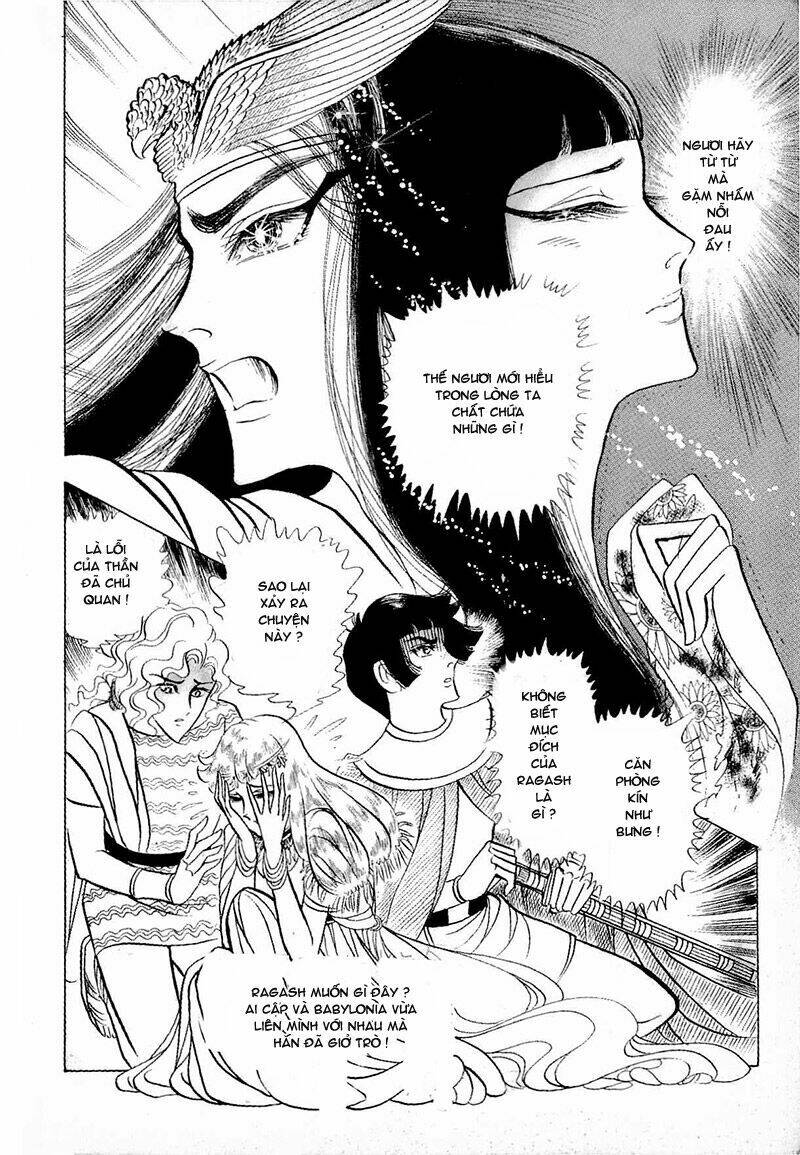 NGƯƠI HÃY
TỪ TỪ
MÀ
GẶM NHẤM
NỖI
ĐAU
ẤY !
THẾ NGƯƠI MỚI HIỂU
TRONG LÒNG TA
CHẤT CHỨA
NHỮNG GÌ !
LÀ LỖI
CỦA THẦN
ĐÃ CHỦ
QUAN !
SAO LẠI
XẢY RA
CHUYỆN
NÀY ?
KHÔNG
BIẾT
MỤC
ĐÍCH
CỦA
RAGASH
LÀ
GÌ ?
CĂN
PHÒNG
KÍN
NHƯ
BƯNG !
RAGASH MUỐN GÌ ĐÂY ?
AI CẬP VÀ BABYLONIA VỪA
LIÊN MINH VỚI NHAU MÀ
HẮN ĐÃ GIỞ TRÒ !